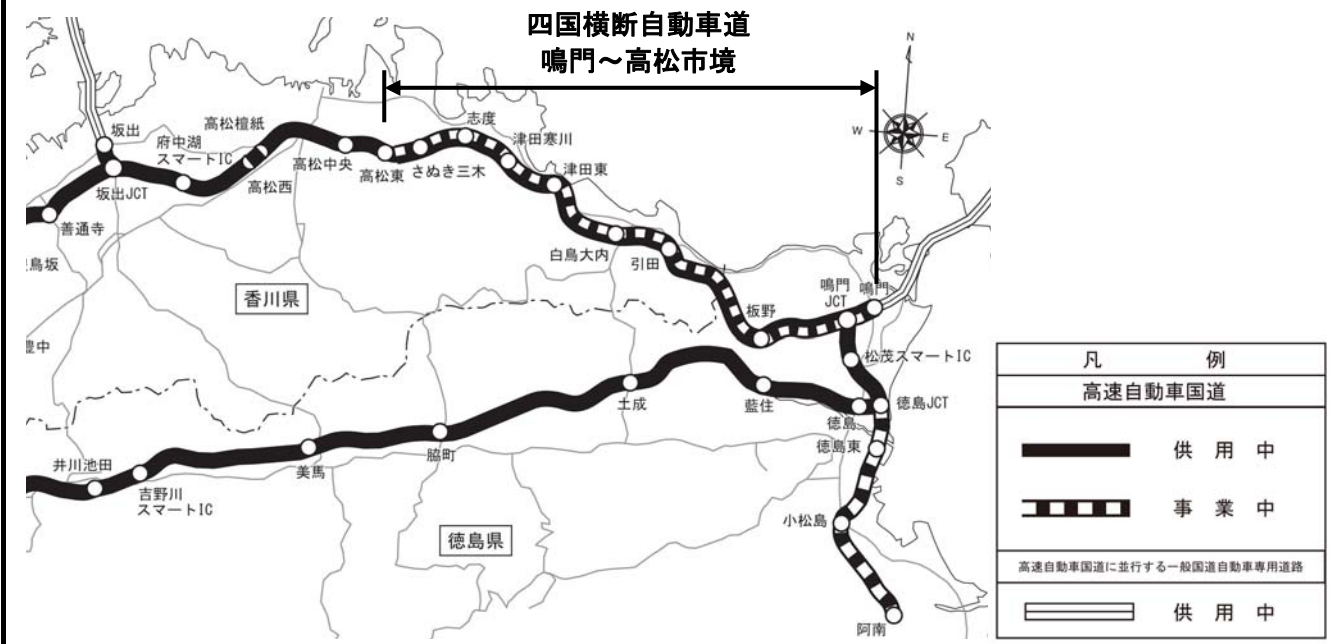 四国横断自動車道
鳴門～高松市境
N
W
E
S
坂出
府中湖
スマートIC
高松檀紙
高松中央
高松東
さぬき三木
志度
津田寒川
津田東
坂出JCT
高松西
善通寺
鳥坂
白鳥大内
引田
香川県
板野
鳴門
JCT
鳴門
豊中
松茂スマートIC
土成
藍住
徳島
徳島JCT
徳島東
井川池田
吉野川
スマートIC
美馬
脇町
小松島
徳島県
阿南
凡 例
高速自動車国道
供 用 中
事 業 中
高速自動車国道に並行する一般国道自動車専用道路
供 用 中